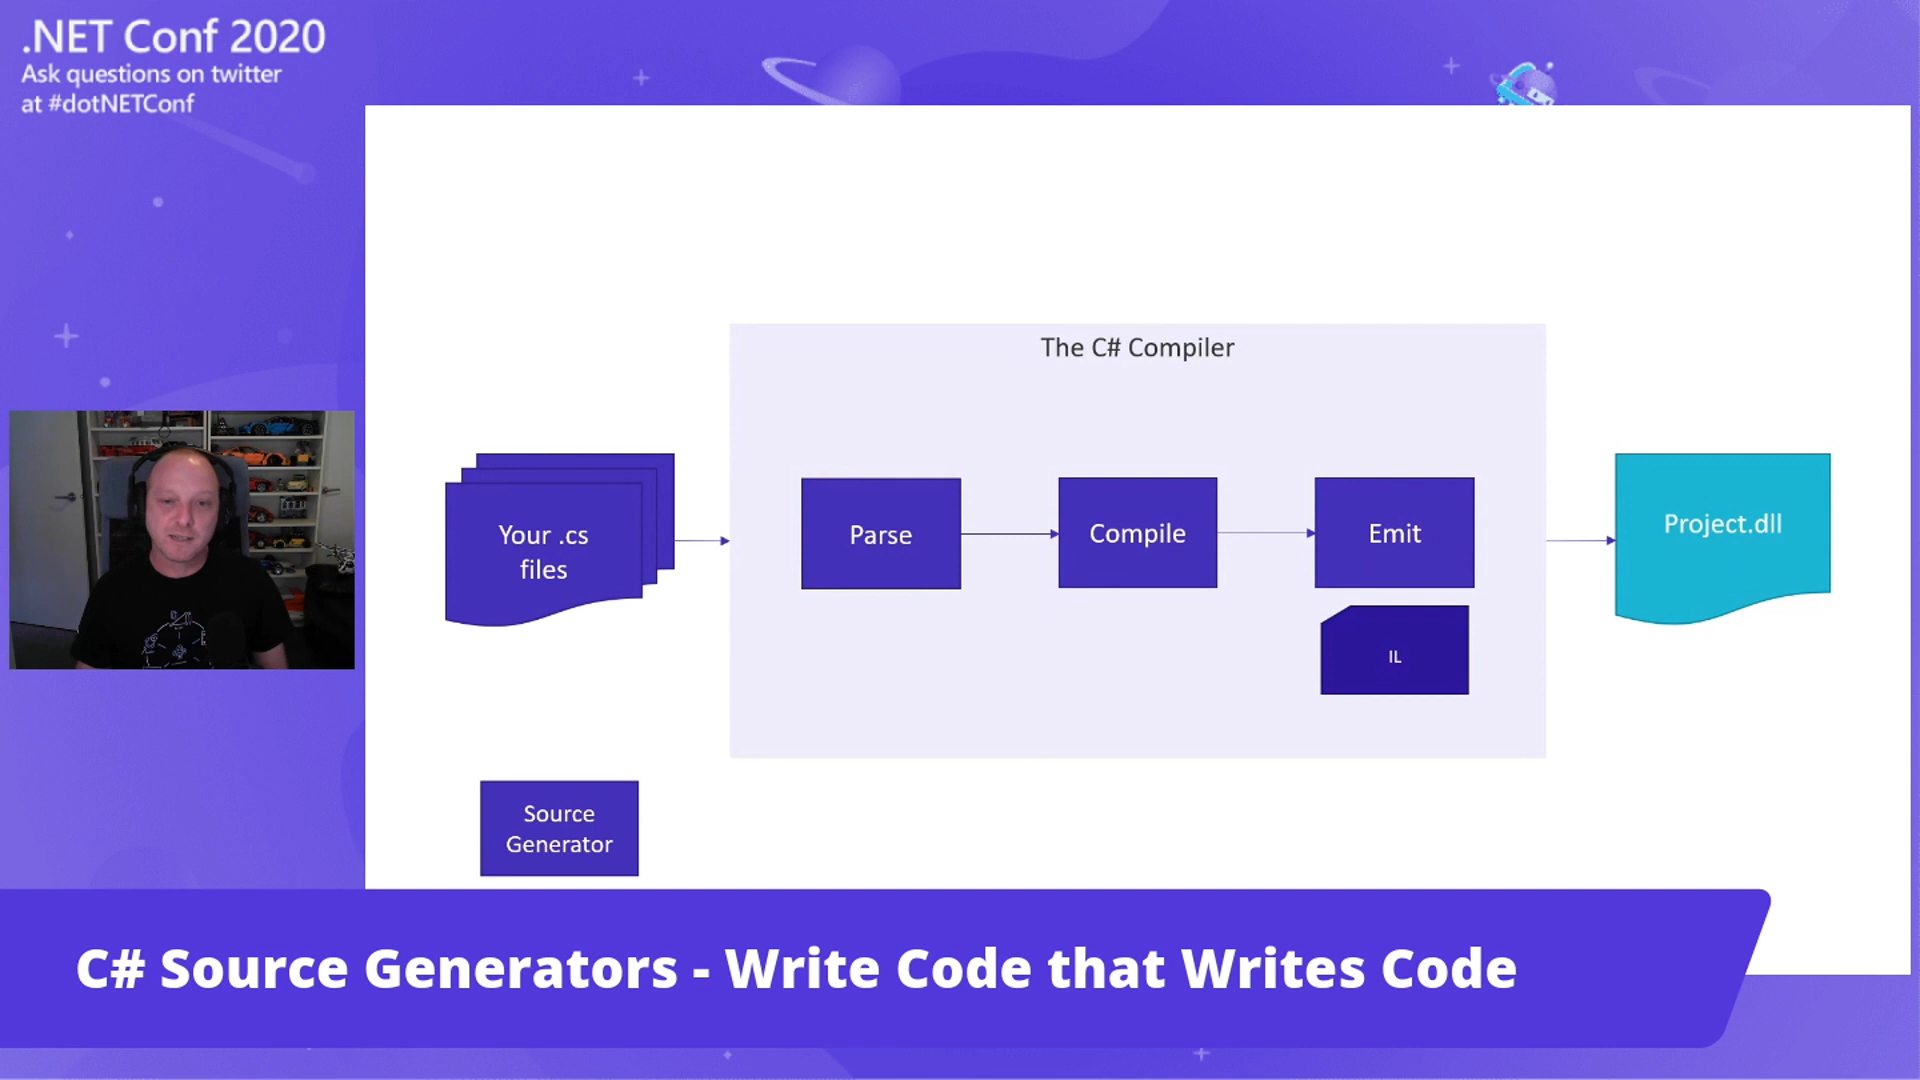 .NET Conf 2020
Ask questions on twitter
at #dotNETConf
The C# Compiler
Your .cs
files
Parse
Compile
Emit
IL
Project.dll
Source
Generator
C# Source Generators - Write Code that Writes Code